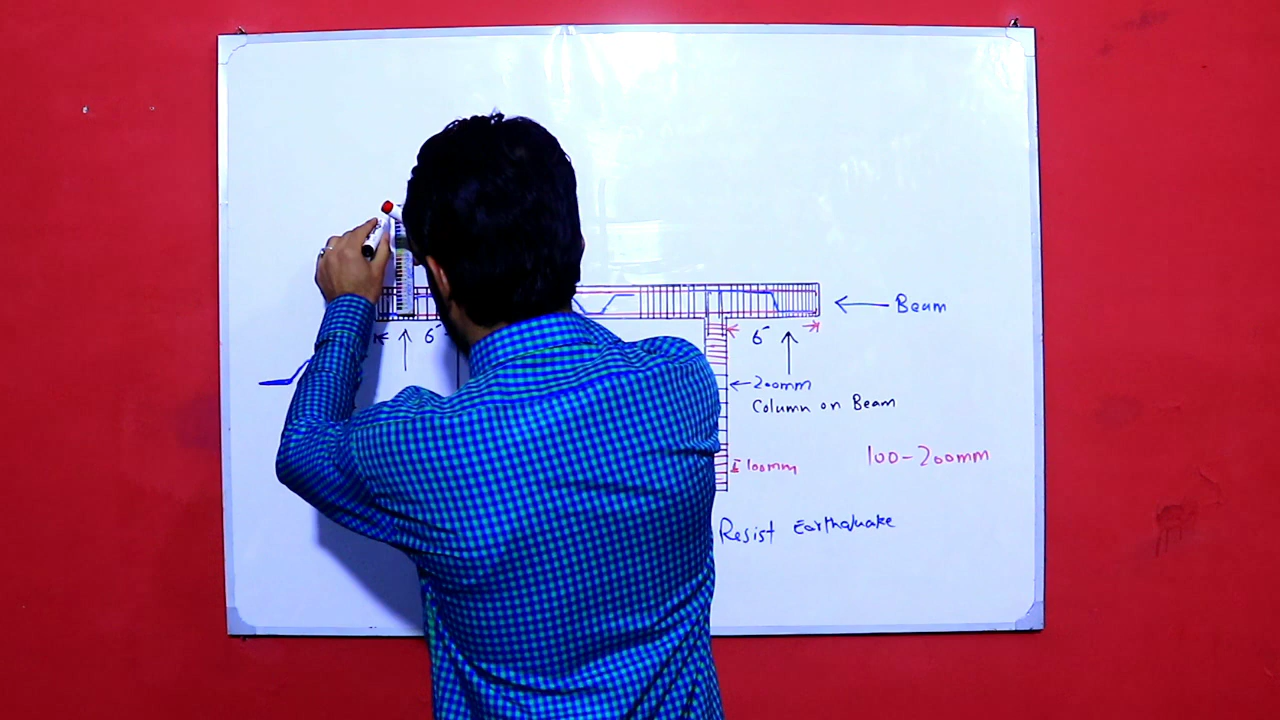 Beam
6"
6"
200mm
Column on Beam
100-200mm
100mm
Resist Earthquake